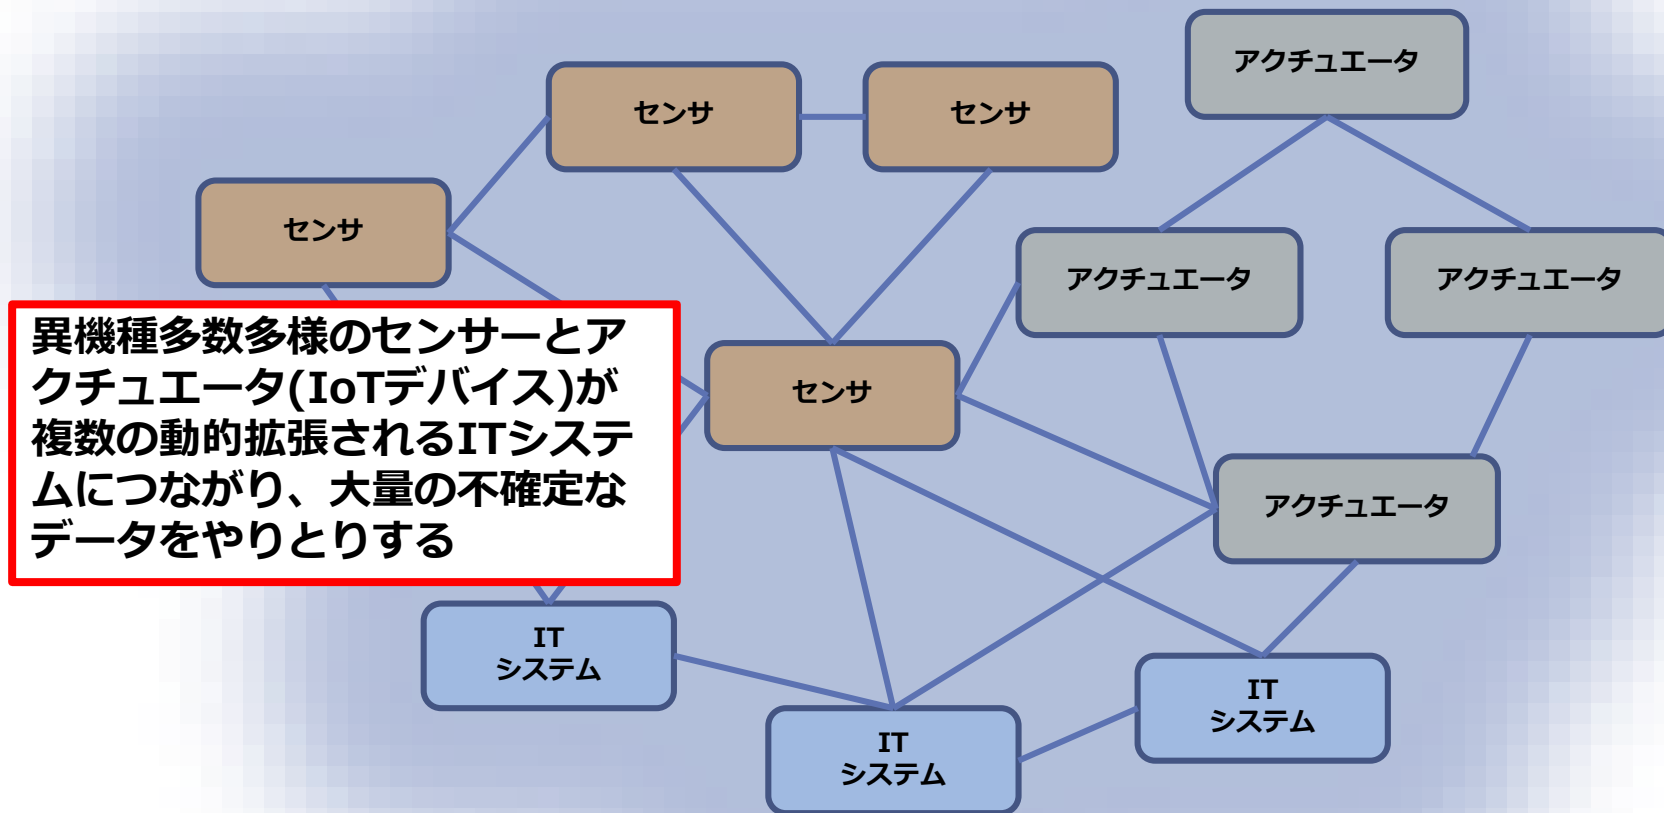 アクチュエータ
センサ
センサ
センサ
アクチュエータ
アクチュエータ
異機種多数多様のセンサーとア
クチュエータ(IoTデバイス)が
複数の動的拡張されるITシステ
ムにつながり、大量の不確定な
データをやりとりする
センサ
アクチュエータ
IT
システム
IT
システム
IT
システム